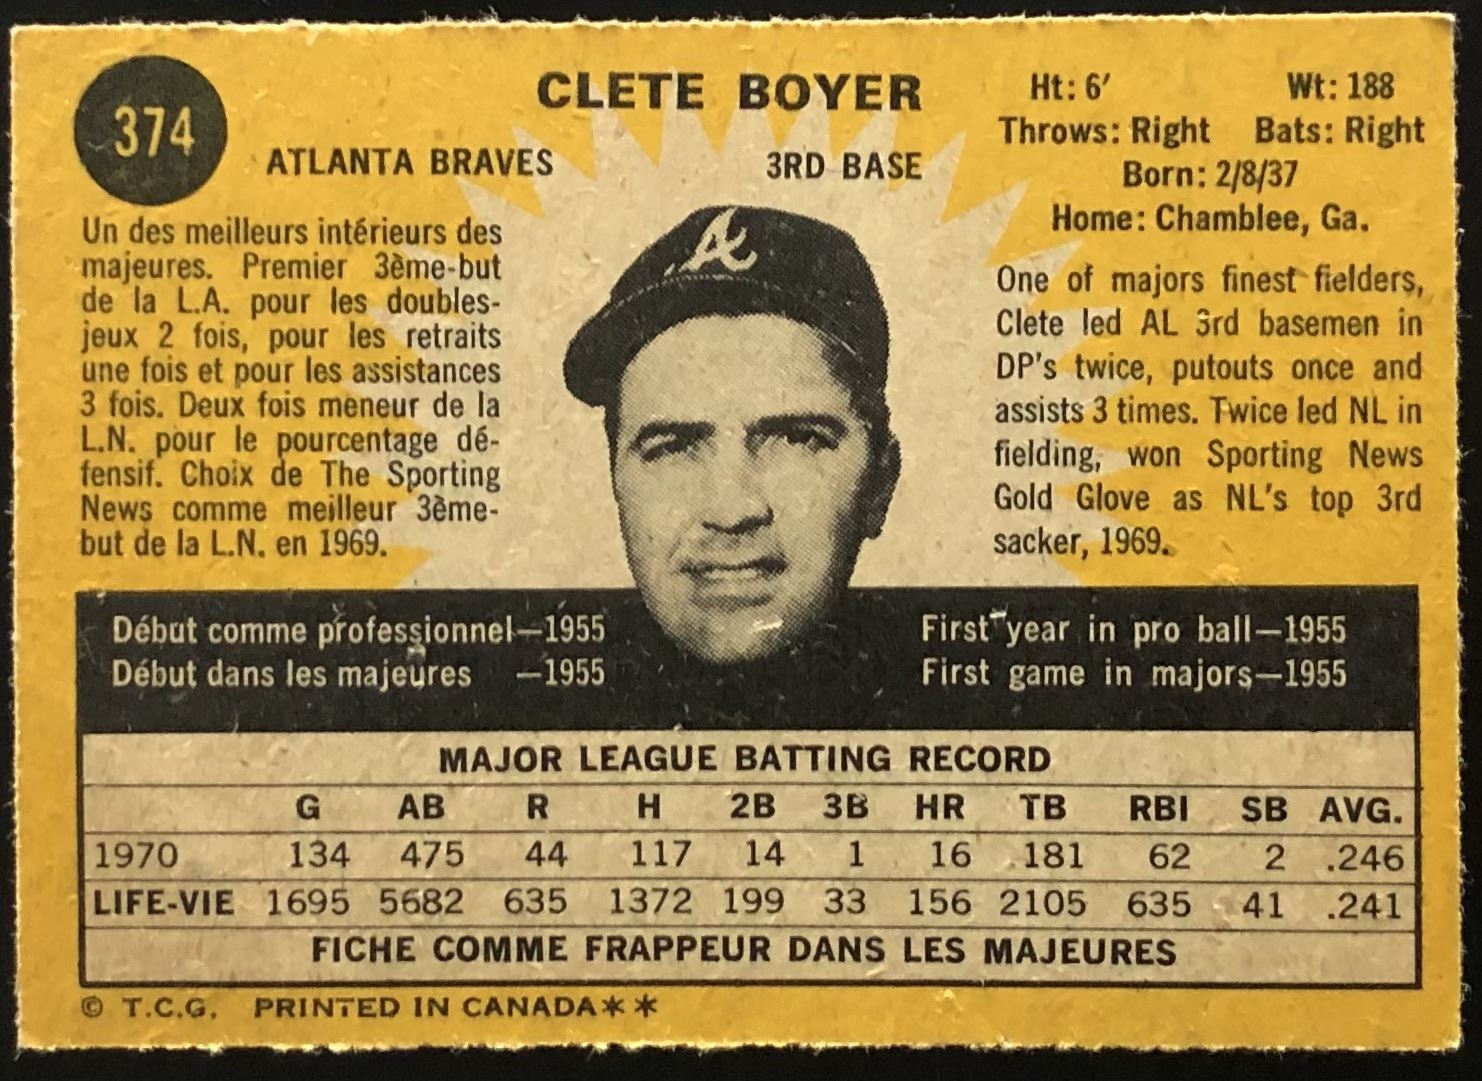 374
CLETE BOYER
ATLANTA BRAVES 3RD BASE
Ht: 6' Wt: 188
Throws: Right Bats: Right
Born: 2/8/37
Home: Chamblee, Ga.
Un des meilleurs intérieurs des
majeures. Premier 3ème-but
de la L.A. pour les doubles-
jeux 2 fois, pour les retraits
une fois et pour les assistances
3 fois. Deux fois meneur de la
L.N. pour le pourcentage dé-
fensif. Choix de The Sporting
News comme meilleur 3ème-
but de la L.N. en 1969.
A
One of majors finest fielders,
Clete led AL 3rd basemen in
DP's twice, putouts once and
assists 3 times. Twice led NL in
fielding, won Sporting News
Gold Glove as NL's top 3rd
sacker, 1969.
Début comme professionnel—1955
Début dans les majeures —1955
First year in pro ball—1955
First game in majors—1955
MAJOR LEAGUE BATTING RECORD
G AB R H 2B 3B HR TB RBI SB AVG.
1970 134 475 44 117 14 1 16 181 62 2 .246
LIFE-VIE 1695 5682 635 1372 199 33 156 2105 635 41 .241
FICHE COMME FRAPPEUR DANS LES MAJEURES
© T.C.G. PRINTED IN CANADA**